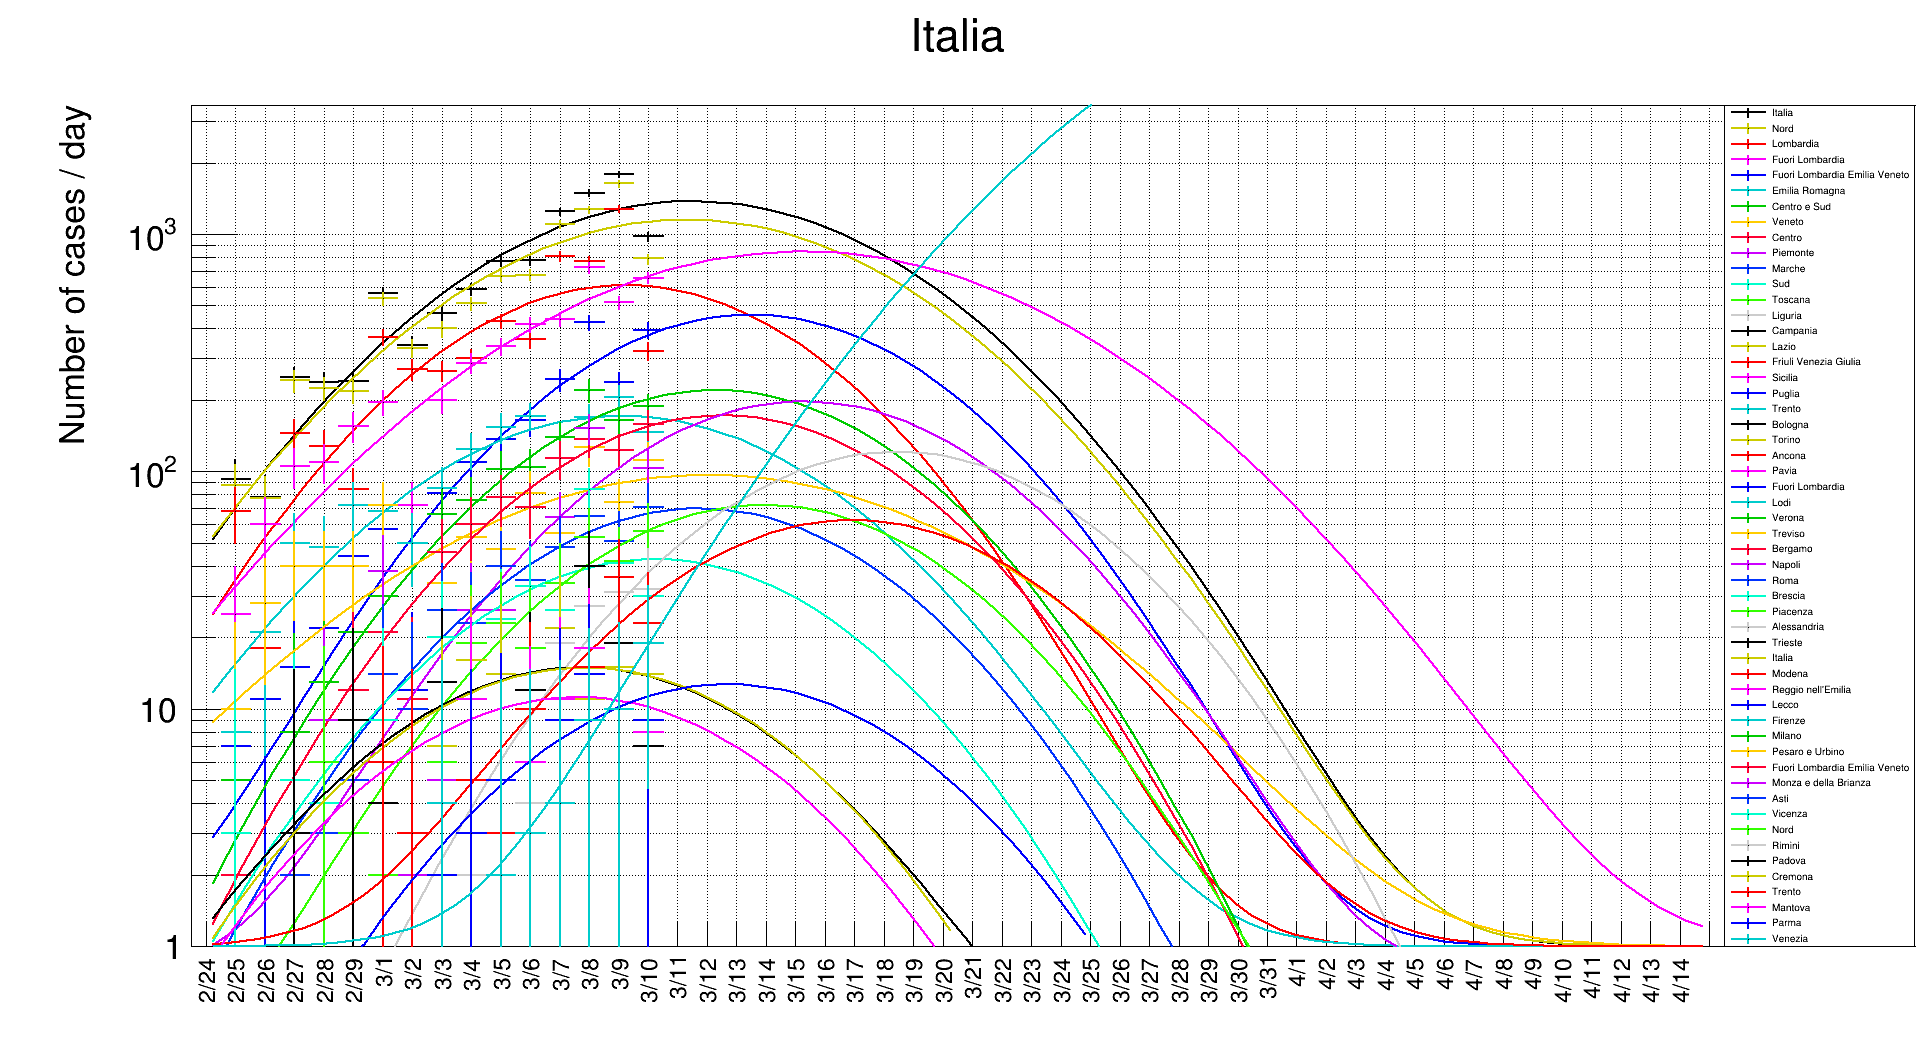 Italia
Number of cases / day
10^3
10^2
10
1
2/24
2/25
2/26
2/27
2/28
2/29
3/1
3/2
3/3
3/4
3/5
3/6
3/7
3/8
3/9
3/10
3/11
3/12
3/13
3/14
3/15
3/16
3/17
3/18
3/19
3/20
3/21
3/22
3/23
3/24
3/25
3/26
3/27
3/28
3/29
3/30
3/31
4/1
4/2
4/3
4/4
4/5
4/6
4/7
4/8
4/9
4/10
4/11
4/12
4/13
4/14
Italia
Nord
Lombardia
Fuori Lombardia
Fuori Lombardia Emilia Veneto
Emilia Romagna
Centro e Sud
Veneto
Centro
Piemonte
Marche
Sud
Toscana
Liguria
Campania
Lazio
Friuli Venezia Giulia
Sicilia
Puglia
Trento
Bologna
Torino
Ancona
Pavia
Fuori Lombardia
Lodi
Verona
Treviso
Bergamo
Napoli
Roma
Brescia
Piacenza
Alessandria
Trieste
Italia
Modena
Reggio nell'Emilia
Lecco
Firenze
Milano
Pesaro e Urbino
Fuori Lombardia Emilia Veneto
Monza e della Brianza
Asti
Vicenza
Nord
Rimini
Padova
Cremona
Trento
Mantova
Parma
Venezia